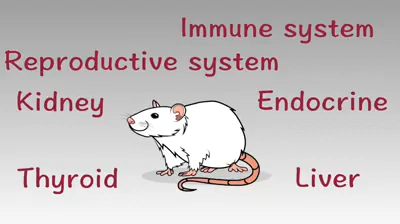 Immune system
Reproductive system
Kidney
Endocrine
Thyroid
Liver